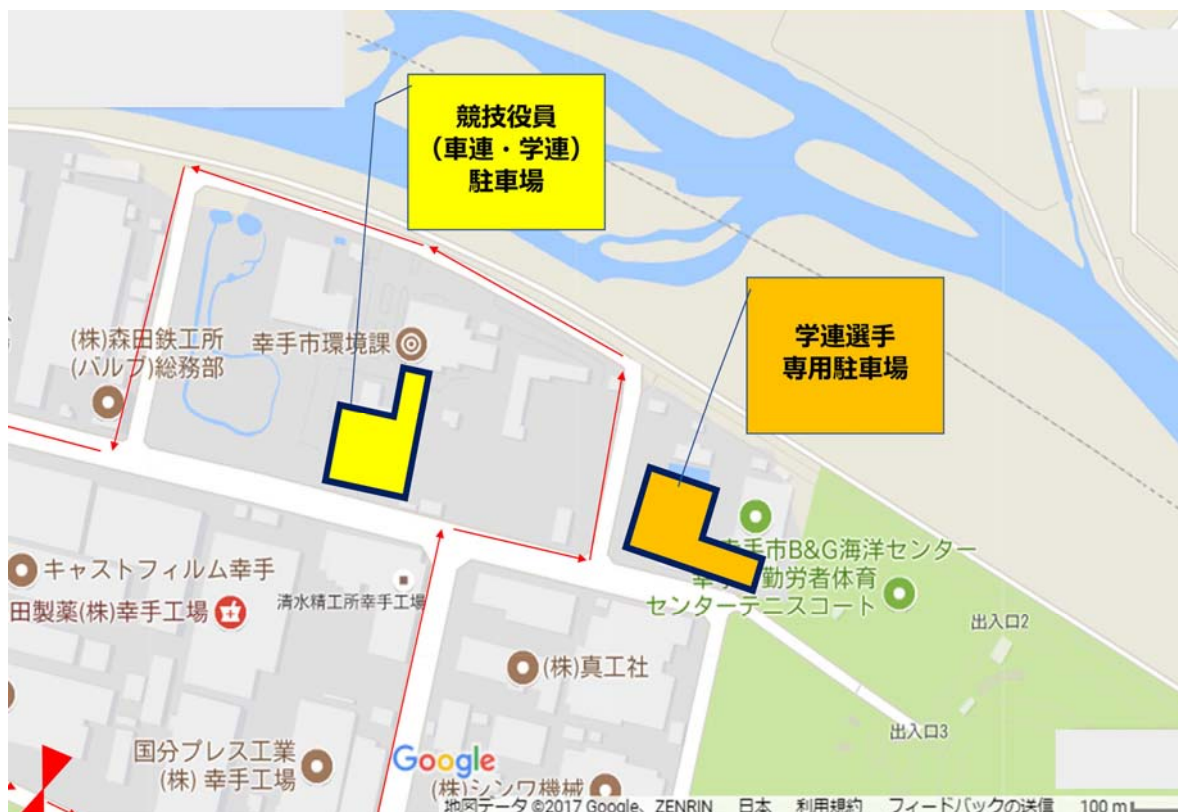 競技役員
(車連・学連)
駐車場
学連選手
専用駐車場
(株)森田鉄工所
(バルブ)総務部
幸手市環境課
キャストフィルム幸手
田製薬(株)幸手工場
清水精工所幸手工場
(株)真工社
手市B&G海洋センター
勤労者体育
センターテニスコート
出入口2
出入口3
国分プレス工業
(株) 幸手工場
Google
(株)シンワ機械
地図データ ©2017 Google、ZENRIN 日本 利用規約 フィードバックの送信 100 m